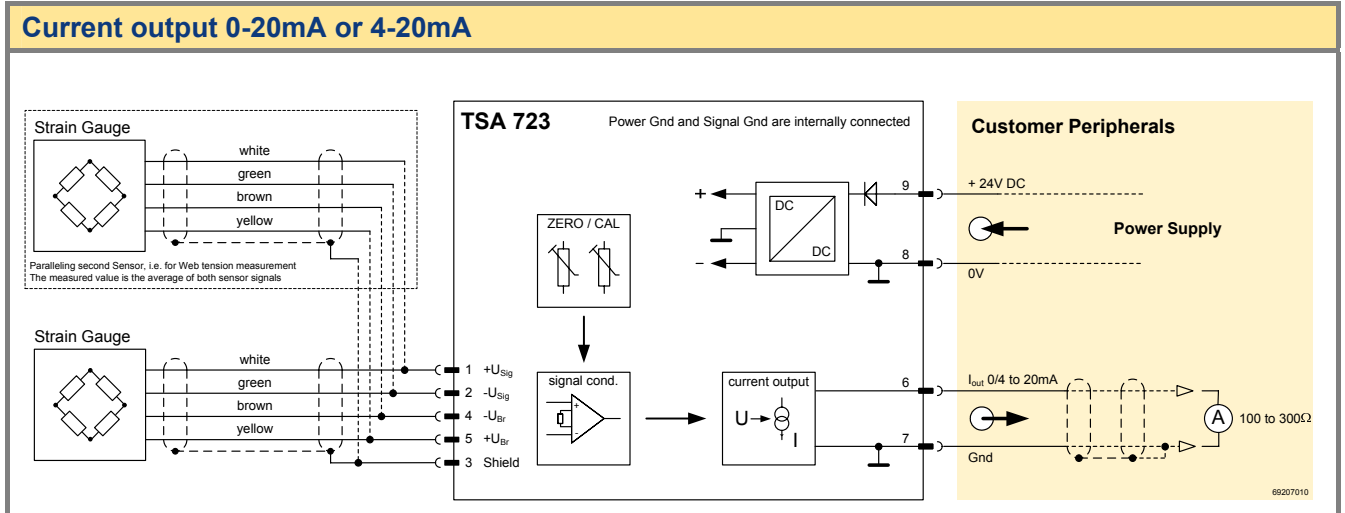 Current output 0-20mA or 4-20mA
Strain Gauge
white
green
brown
yellow
Paralleling second Sensor, i.e. for Web tension measurement
The measured value is the average of both sensor signals
Strain Gauge
white
green
brown
yellow
TSA 723
Power Gnd and Signal Gnd are internally connected
1 +USig
2 -USig
4 -UBr
5 +UBr
3 Shield
ZERO / CAL
signal cond.
+
-
+
-
DC
DC
current output
U
I
9
8
6
7
Customer Peripherals
+ 24V DC
Power Supply
0V
Iout 0/4 to 20mA
A
100 to 300Ω
Gnd
69207010